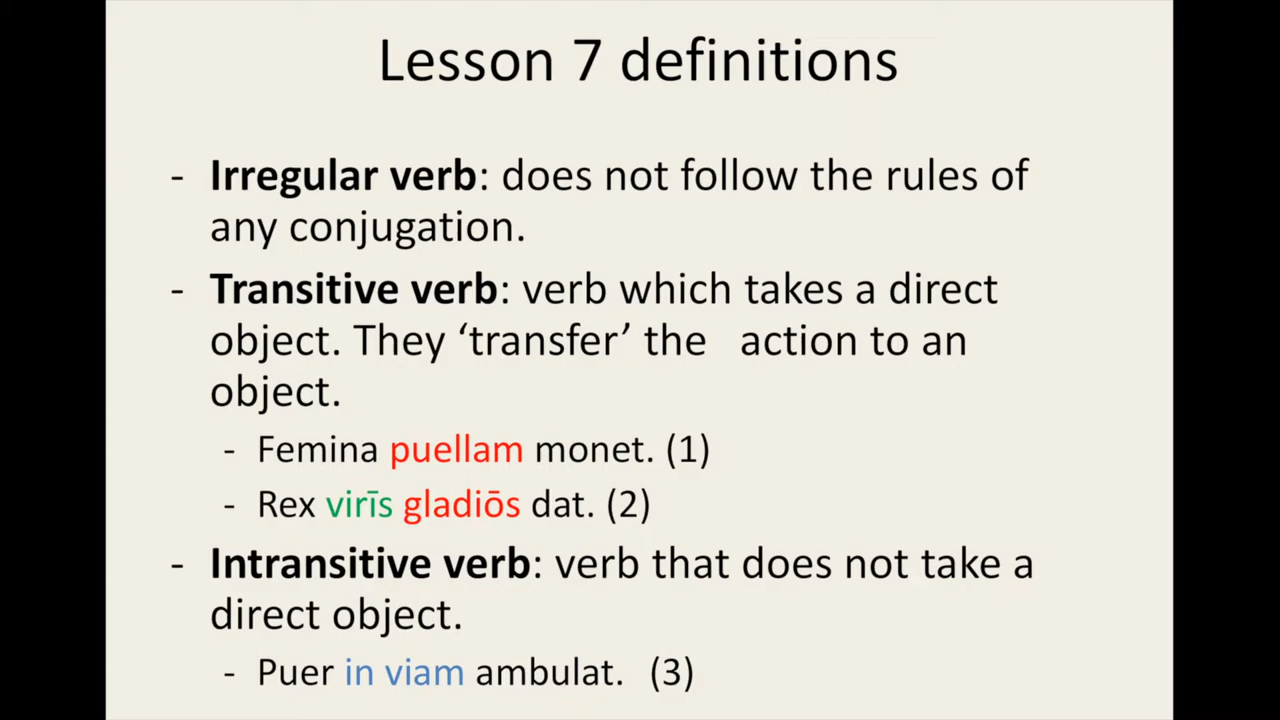 Lesson 7 definitions
- Irregular verb: does not follow the rules of
any conjugation.
- Transitive verb: verb which takes a direct
object. They ‘transfer’ the action to an
object.
- Femina puellam monet. (1)
- Rex virīs gladiōs dat. (2)
- Intransitive verb: verb that does not take a
direct object.
- Puer in viam ambulat. (3)